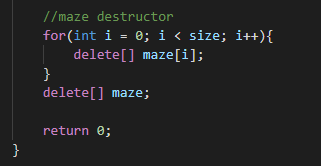 //maze destructor
for(int i = 0; i < size; i++){
delete[] maze[i];
}
delete[] maze;
return 0;
}